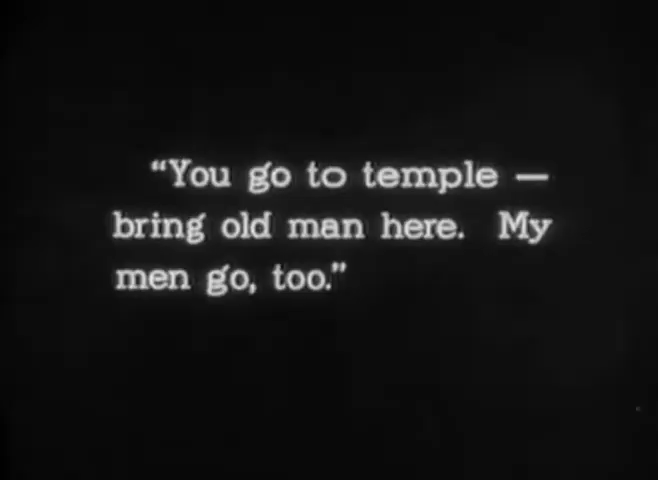 “You go to temple —
bring old man here. My
men go, too.”